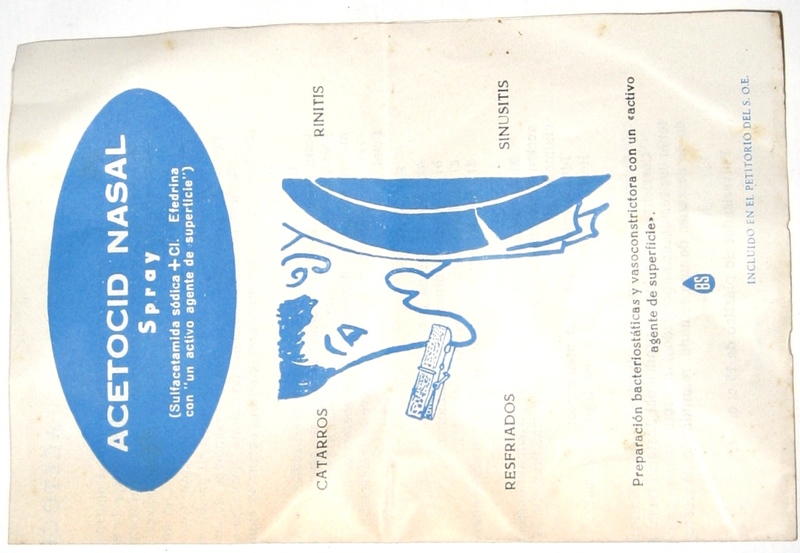 ACETOCID NASAL
Spray
(Sulfacetamida sódica + Cl. Efedrina
con "un activo agente de superficie")
CATARROS
RINITIS
RESFRIADOS
SINUSITIS
Preparación bacteriostáticas y vasoconstrictora con un «activo
agente de superficie».
BS
INCLUIDO EN EL PETITORIO DEL S. O. E.